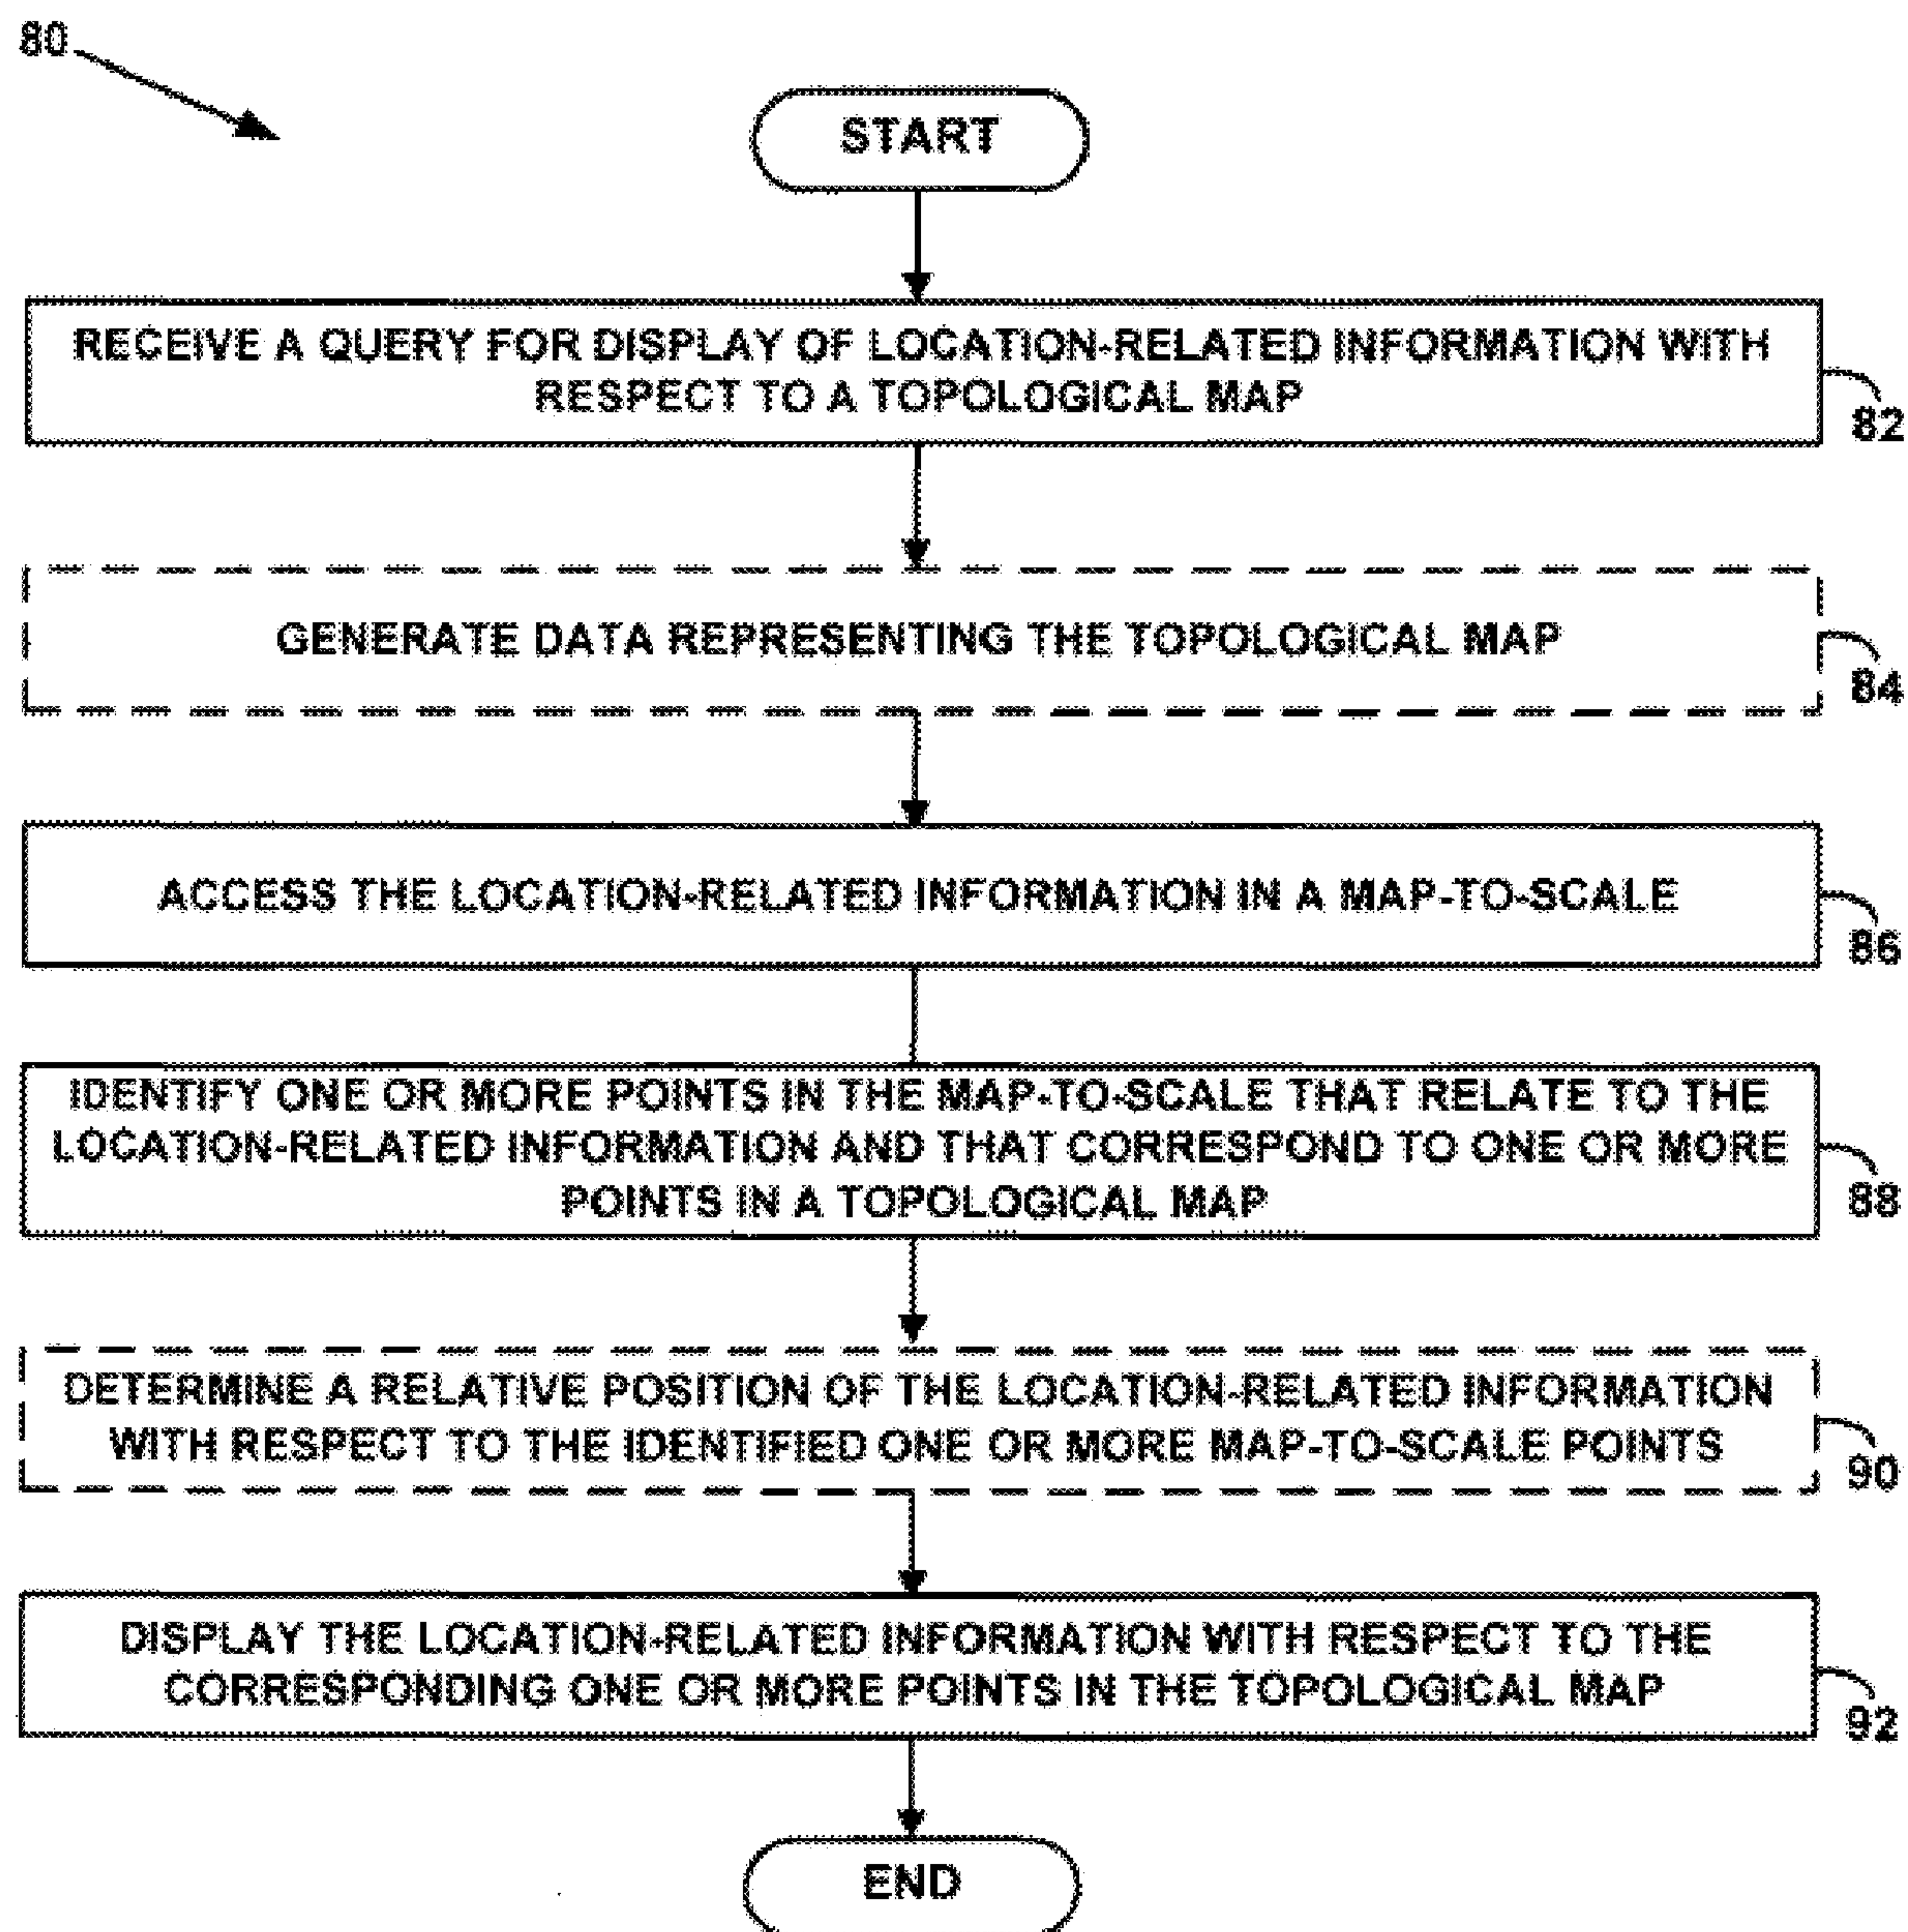 80
START
RECEIVE A QUERY FOR DISPLAY OF LOCATION-RELATED INFORMATION WITH
RESPECT TO A TOPOLOGICAL MAP
82
GENERATE DATA REPRESENTING THE TOPOLOGICAL MAP
84
ACCESS THE LOCATION-RELATED INFORMATION IN A MAP-TO-SCALE
86
IDENTIFY ONE OR MORE POINTS IN THE MAP-TO-SCALE THAT RELATE TO THE
LOCATION-RELATED INFORMATION AND THAT CORRESPOND TO ONE OR MORE
POINTS IN A TOPOLOGICAL MAP
88
DETERMINE A RELATIVE POSITION OF THE LOCATION-RELATED INFORMATION
WITH RESPECT TO THE IDENTIFIED ONE OR MORE MAP-TO-SCALE POINTS
90
DISPLAY THE LOCATION-RELATED INFORMATION WITH RESPECT TO THE
CORRESPONDING ONE OR MORE POINTS IN THE TOPOLOGICAL MAP
92
END